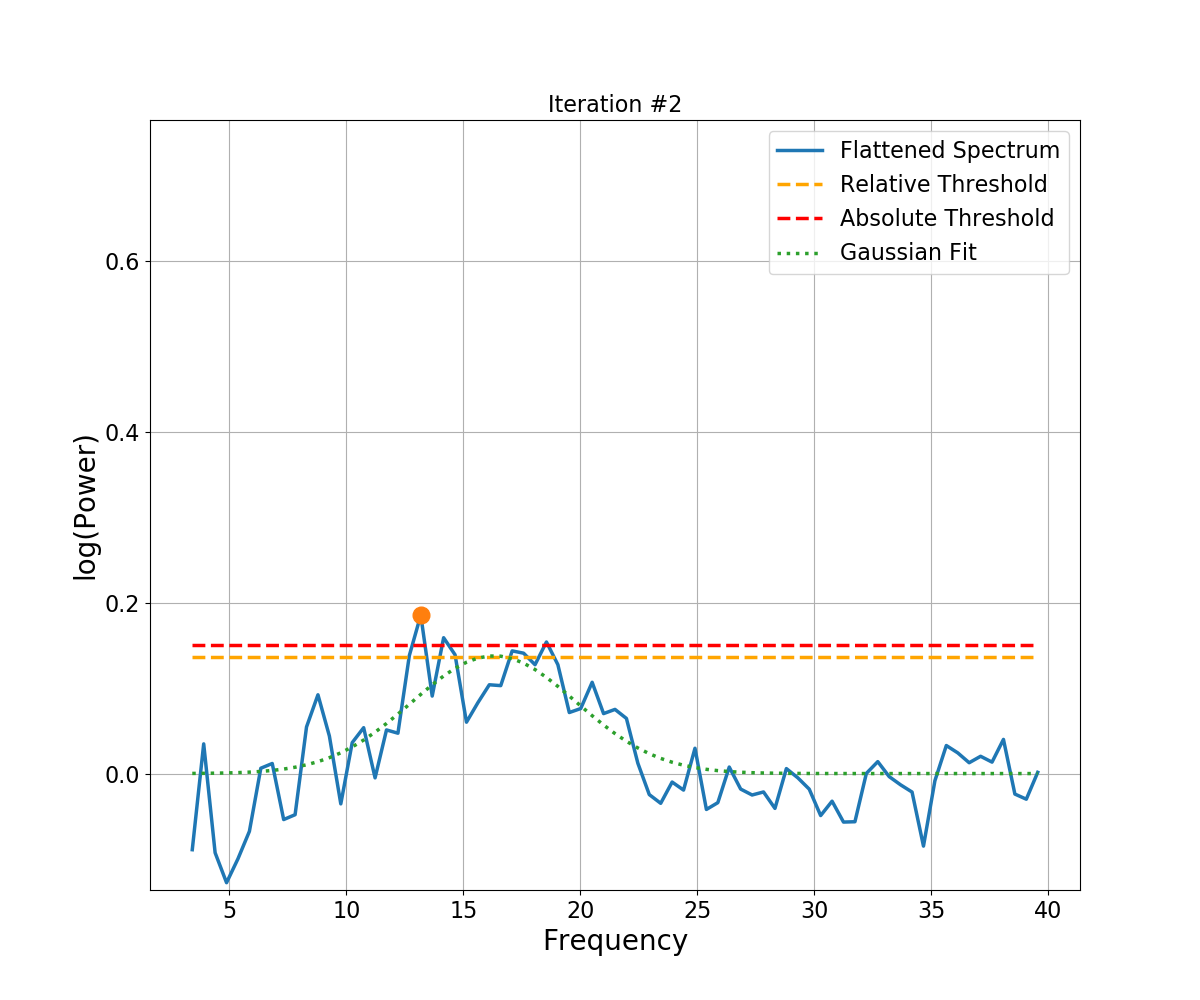 Iteration #2
Flattened Spectrum
Relative Threshold
Absolute Threshold
Gaussian Fit
0.6
0.4
0.2
0.0
log(Power)
5 10 15 20 25 30 35 40
Frequency